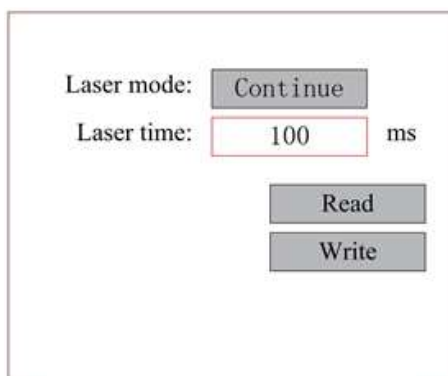 Laser mode: Continue
Laser time: 100 ms
Read
Write